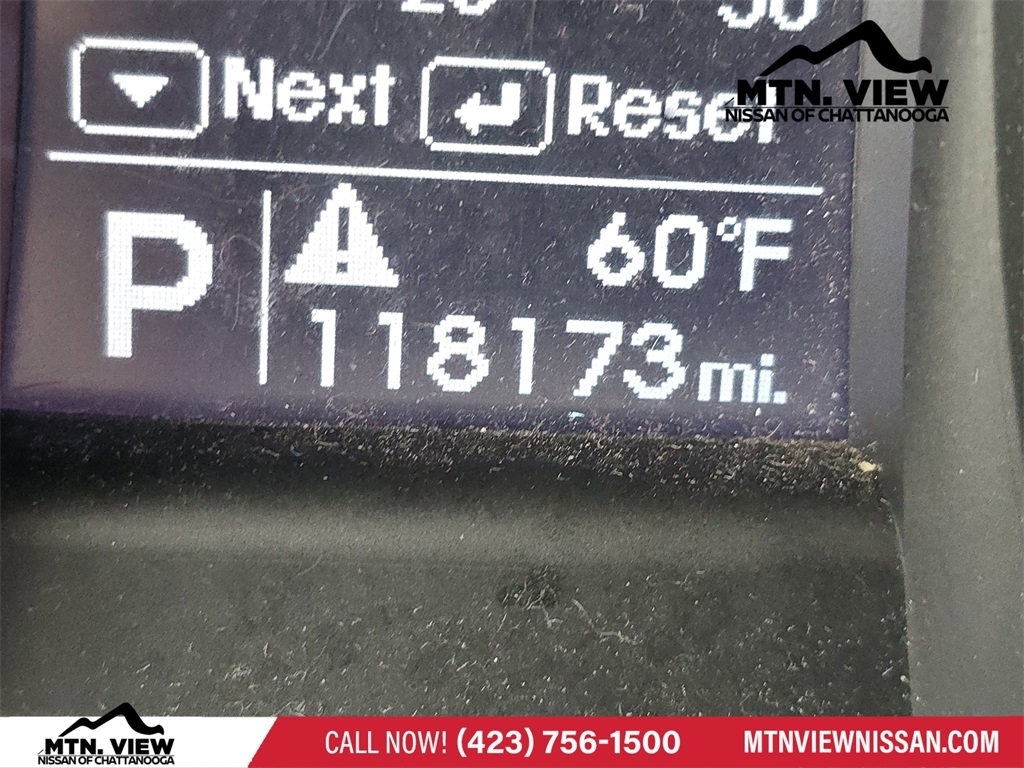 Next Reset
MTN. VIEW
NISSAN OF CHATTANOOGA
P 60°F
118173 mi.
MTN. VIEW
NISSAN OF CHATTANOOGA
CALL NOW! (423) 756-1500
MTNVIEWNISSAN.COM